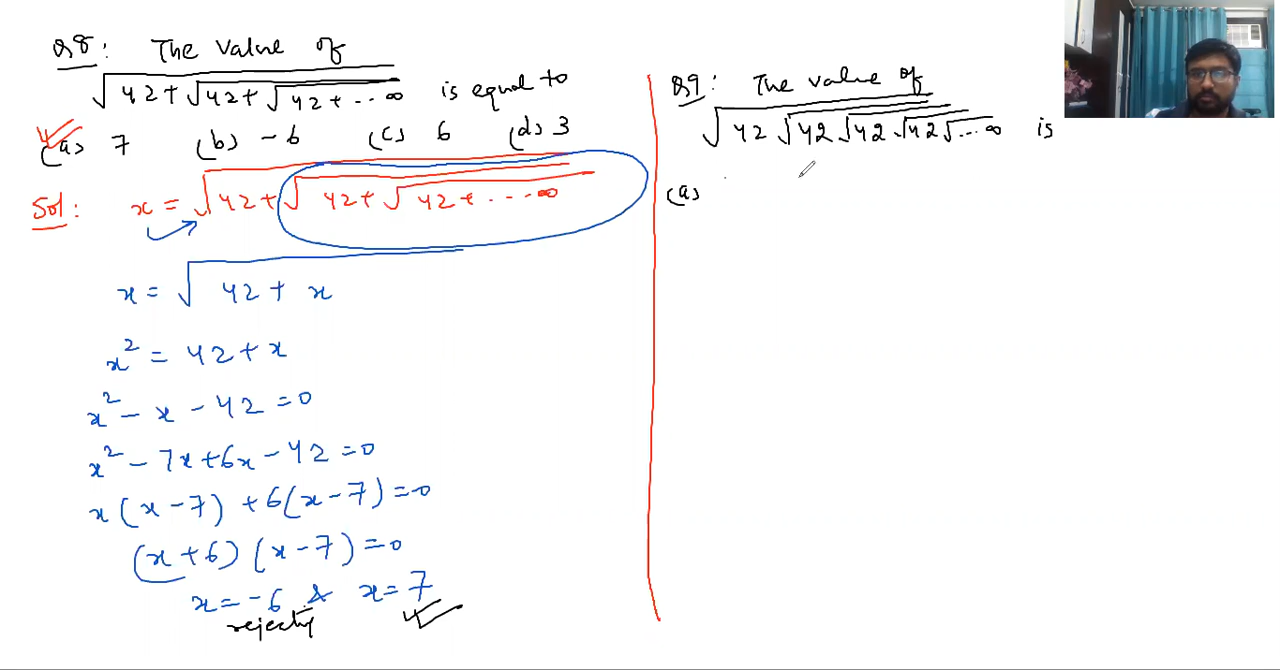 Q8: The value of
√42+√42+√42+...∞ is equal to
(a) 7 (b) -6 (c) 6 (d) 3
Sol: x = √42+√42+√42+....∞
x = √42+x
x² = 42+x
x² - x - 42 = 0
x² - 7x + 6x - 42 = 0
x(x-7) + 6(x-7) = 0
(x+6)(x-7) = 0
x = -6 & x = 7
rejects
Q9: The value of
√42√42√42√42√...∞ is
(a)